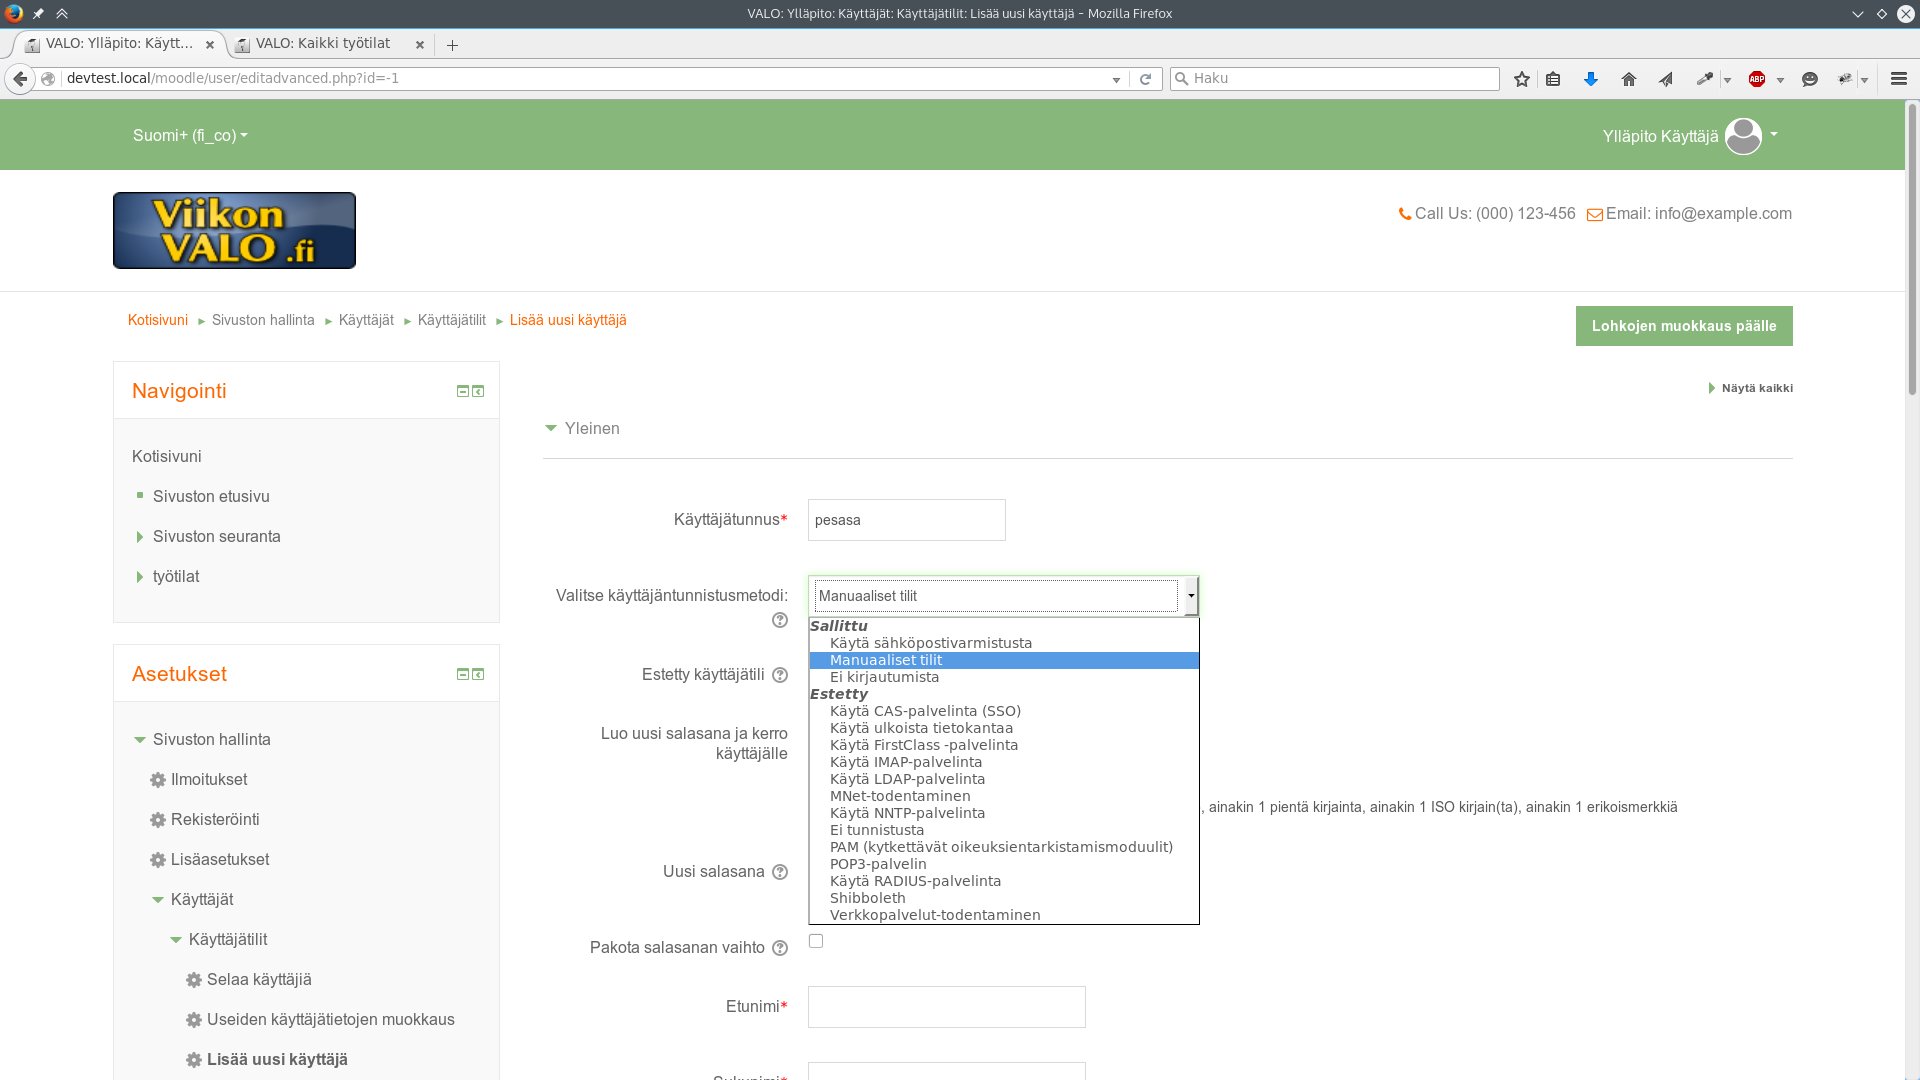 VALO: Ylläpito: Käyttäjät: Käyttäjätilit: Lisää uusi käyttäjä - Mozilla Firefox
VALO: Ylläpito: Käytt...
VALO: Kaikki työtilat
devtest.local/moodle/user/editadvanced.php?id=-1
Haku
ABP
Suomi+ (fi_co)
Ylläpito Käyttäjä
Viikon
VALO .fi
Call Us: (000) 123-456
Email: info@example.com
Kotisivuni ► Sivuston hallinta ► Käyttäjät ► Käyttäjätilit ► Lisää uusi käyttäjä
Lohkojen muokkaus päälle
Navigointi
Kotisivuni
Sivuston etusivu
Sivuston seuranta
työtilat
Asetukset
Sivuston hallinta
Ilmoitukset
Rekisteröinti
Lisäasetukset
Käyttäjät
Käyttäjätilit
Selaa käyttäjiä
Useiden käyttäjätietojen muokkaus
Lisää uusi käyttäjä
Näytä kaikki
Yleinen
Käyttäjätunnus*
pesasa
Valitse käyttäjäntunnistusmetodi:
Manuaaliset tilit
Sallittu
Käytä sähköpostivarmistusta
Manuaaliset tilit
Ei kirjautumista
Estetty
Käytä CAS-palvelinta (SSO)
Käytä ulkoista tietokantaa
Käytä FirstClass -palvelinta
Käytä IMAP-palvelinta
Käytä LDAP-palvelinta
MNet-todentaminen
Käytä NNTP-palvelinta
Ei tunnistusta
PAM (kytkettävät oikeuksientarkistamismoduulit)
POP3-palvelin
Käytä RADIUS-palvelinta
Shibboleth
Verkkopalvelut-todentaminen
Estetty käyttäjätili
Luo uusi salasana ja kerro
käyttäjälle
, ainakin 1 pientä kirjainta, ainakin 1 ISO kirjain(ta), ainakin 1 erikoismerkkiä
Uusi salasana
Pakota salasanan vaihto
Etunimi*
Sukunimi*